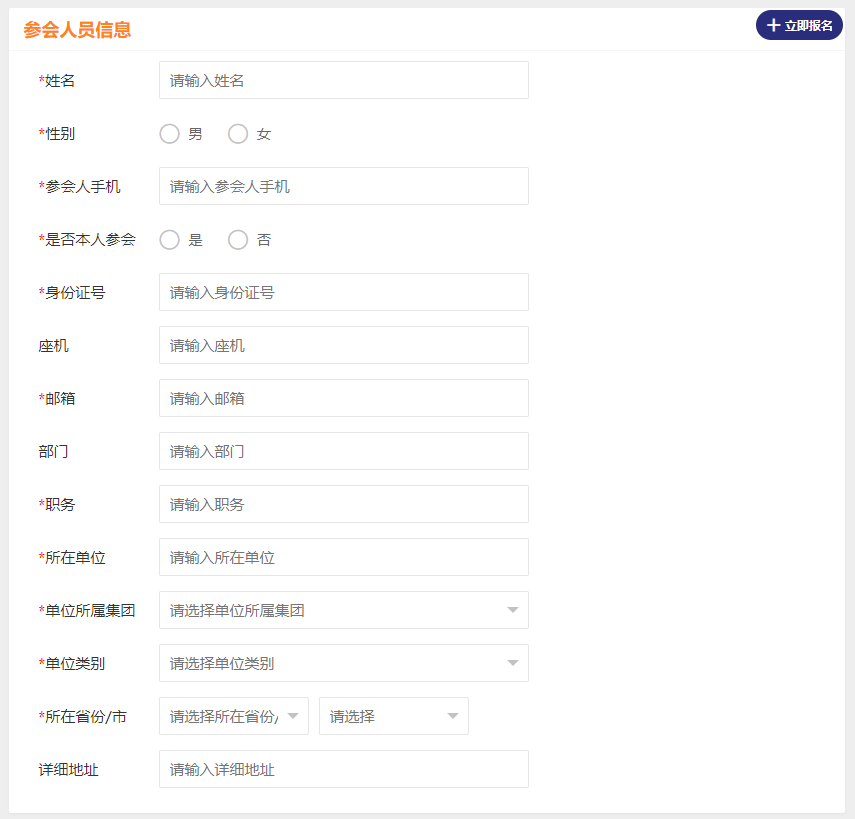 参会人员信息 立即报名
*姓名 请输入姓名
*性别 男 女
*参会人手机 请输入参会人手机
*是否本人参会 是 否
*身份证号 请输入身份证号
座机 请输入座机
*邮箱 请输入邮箱
部门 请输入部门
*职务 请输入职务
*所在单位 请输入所在单位
*单位所属集团 请选择单位所属集团
*单位类别 请选择单位类别
*所在省份/市 请选择所在省份/ 请选择
详细地址 请输入详细地址